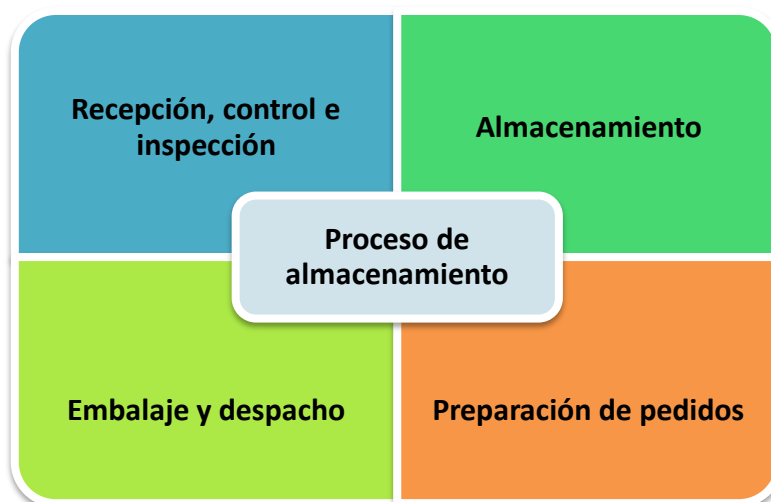 Recepción, control e
inspección
Almacenamiento
Proceso de
almacenamiento
Embalaje y despacho
Preparación de pedidos